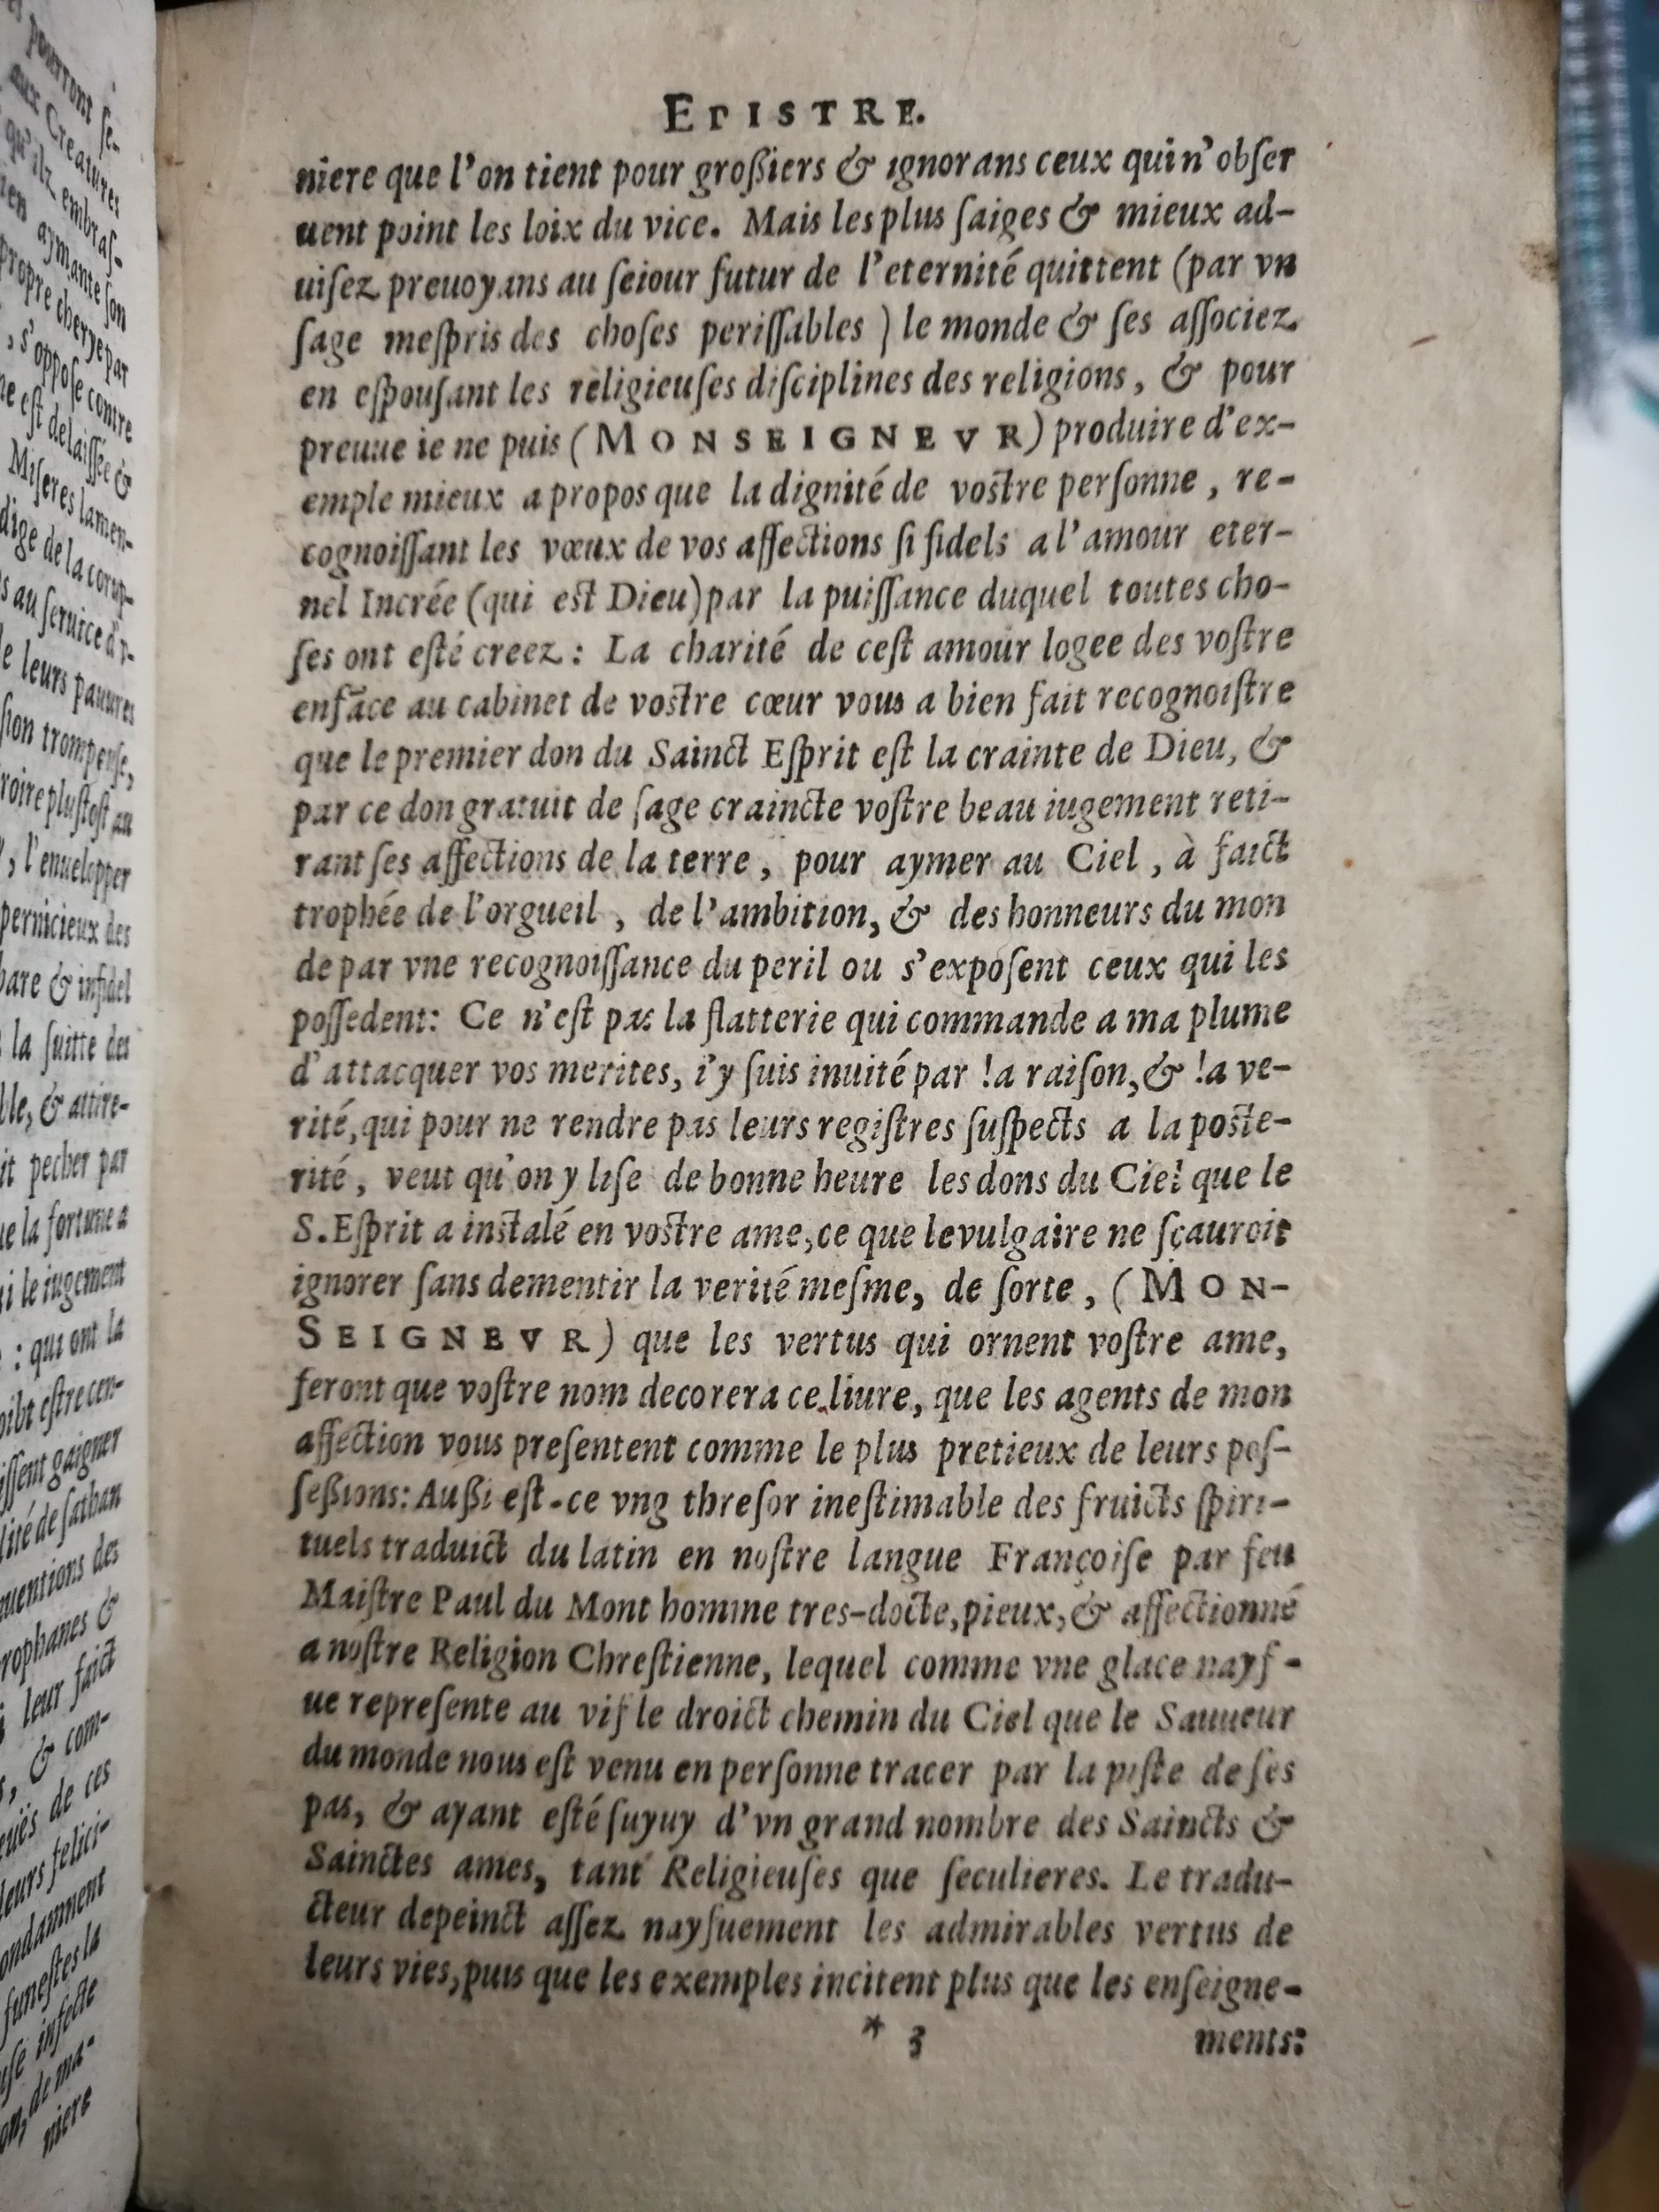 EPISTRE.
niere que l'on tient pour großiers & ignorans ceux qui n'obſer
uent point les loix du vice. Mais les plus ſaiges & mieux ad-
uiſez preuoyans au ſeiour futur de l'eternité quittent (par vn
ſage meſpris des choſes periſſables) le monde & ſes aſſociez
en eſpouſant les religieuſes diſciplines des religions, & pour
preuue ie ne puis (MONSEIGNEVR) produire d'ex-
emple mieux a propos que la dignité de voſtre perſonne, re-
cognoiſſant les vœux de vos affections ſi fidels a l'amour eter-
nel Incrée (qui eſt Dieu) par la puiſſance duquel toutes cho-
ſes ont eſté creez: La charité de ceſt amour logee des voſtre
enfāce au cabinet de voſtre cœur vous a bien fait recognoiſtre
que le premier don du Sainct Eſprit eſt la crainte de Dieu, &
par ce don gratuit de ſage craincte voſtre beau iugement reti-
rant ſes affections de la terre, pour aymer au Ciel, à faict
trophée de l'orgueil, de l'ambition, & des honneurs du mon
de par vne recognoiſſance du peril ou s'expoſent ceux qui les
poſſedent: Ce n'eſt pas la flatterie qui commande a ma plume
d'attacquer vos merites, i'y ſuis inuité par la raiſon, & la ve-
rité, qui pour ne rendre pas leurs regiſtres ſuſpects a la poſte-
rité, veut qu'on y liſe de bonne heure les dons du Ciel que le
S. Eſprit a inſtalé en voſtre ame, ce que le vulgaire ne ſçauroit
ignorer ſans dementir la verité meſme, de ſorte, (MON-
SEIGNEVR) que les vertus qui ornent voſtre ame,
feront que voſtre nom decorera ce liure, que les agents de mon
affection vous preſentent comme le plus pretieux de leurs poſ-
ſeßions: Außi eſt-ce vng threſor ineſtimable des fruicts ſpiri-
tuels traduict du latin en noſtre langue Françoiſe par feu
Maiſtre Paul du Mont homme tres-docte, pieux, & affectionné
a noſtre Religion Chreſtienne, lequel comme vne glace nayf-
ue repreſente au vif le droict chemin du Ciel que le Sauueur
du monde nous eſt venu en perſonne tracer par la piſte de ſes
pas, & ayant eſté ſuyuy d'vn grand nombre des Saincts &
Sainctes ames, tant Religieuſes que ſeculieres. Le tradu-
cteur depeinct aſſez nayfuement les admirables vertus de
leurs vies, puis que les exemples incitent plus que les enſeigne-
* 3 ments: